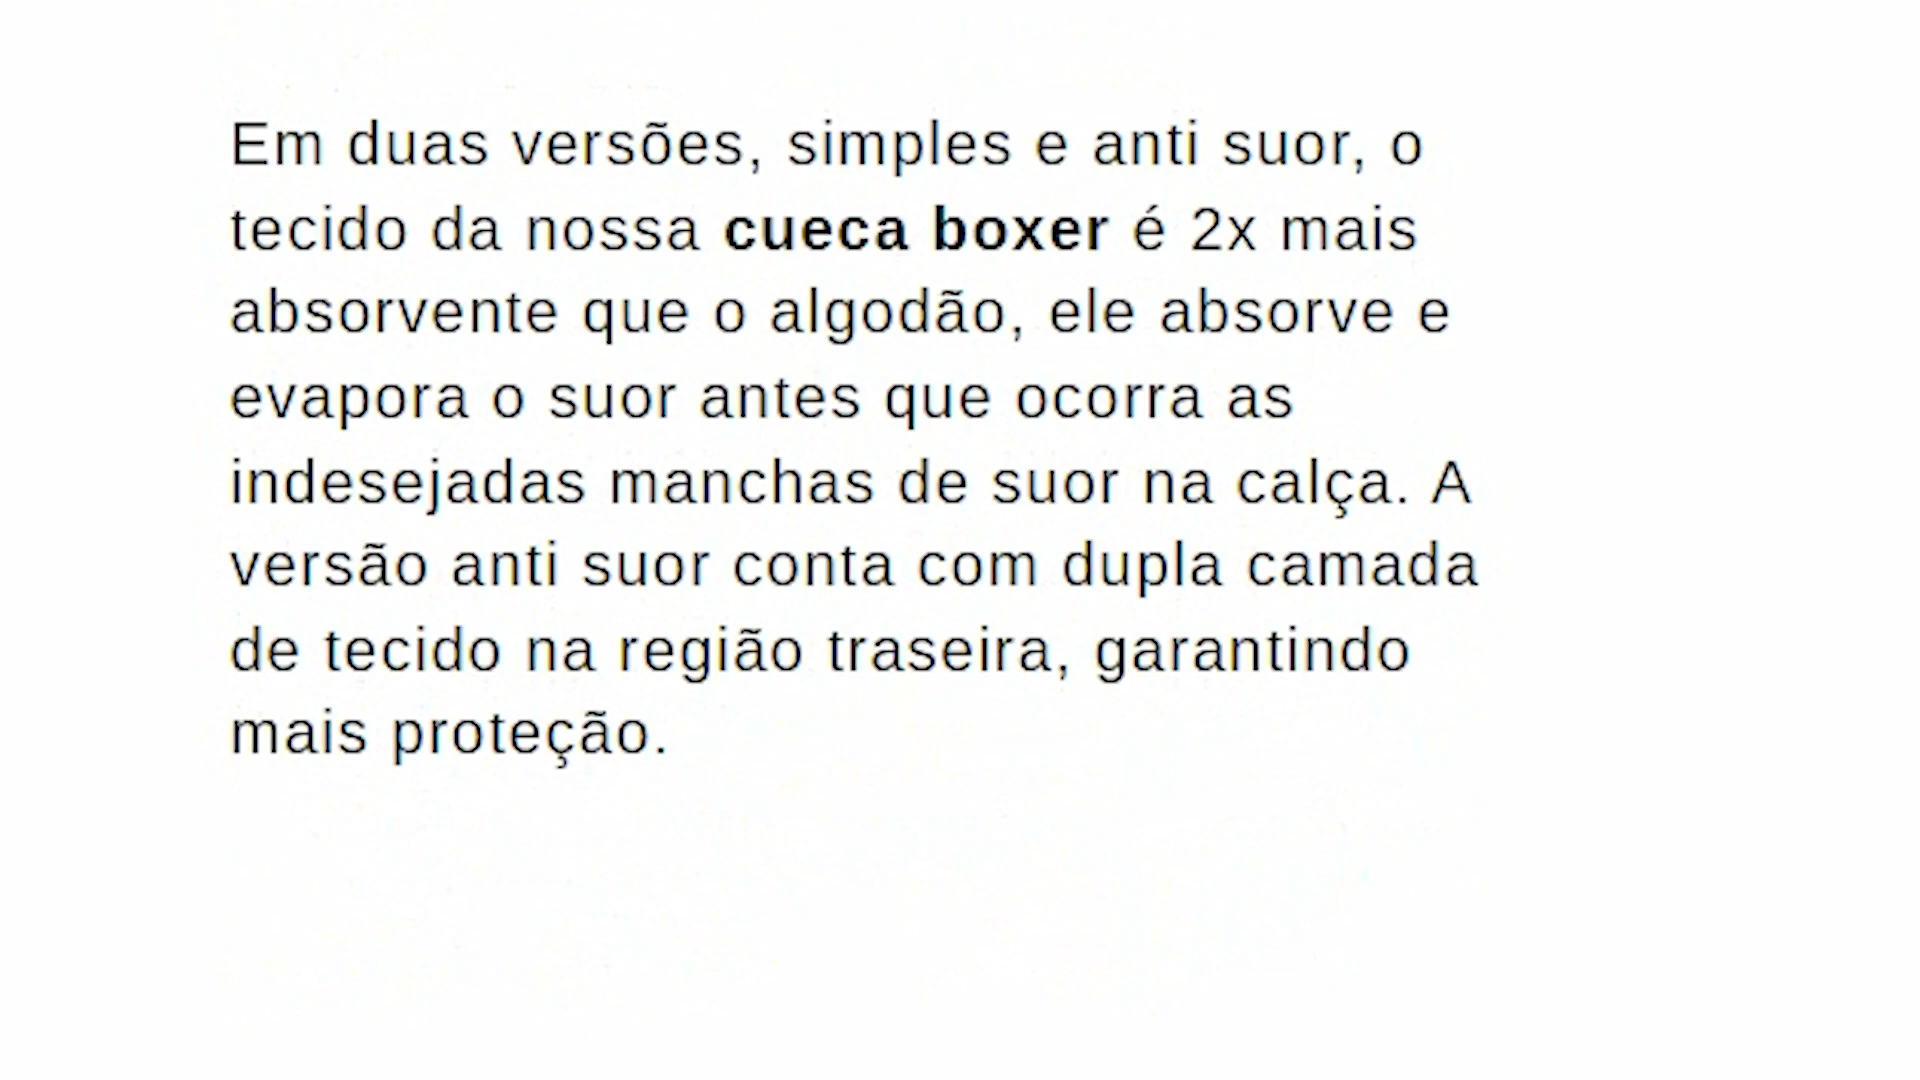 Em duas versões, simples e anti suor, o
tecido da nossa cueca boxer é 2x mais
absorvente que o algodão, ele absorve e
evapora o suor antes que ocorra as
indesejadas manchas de suor na calça. A
versão anti suor conta com dupla camada
de tecido na região traseira, garantindo
mais proteção.